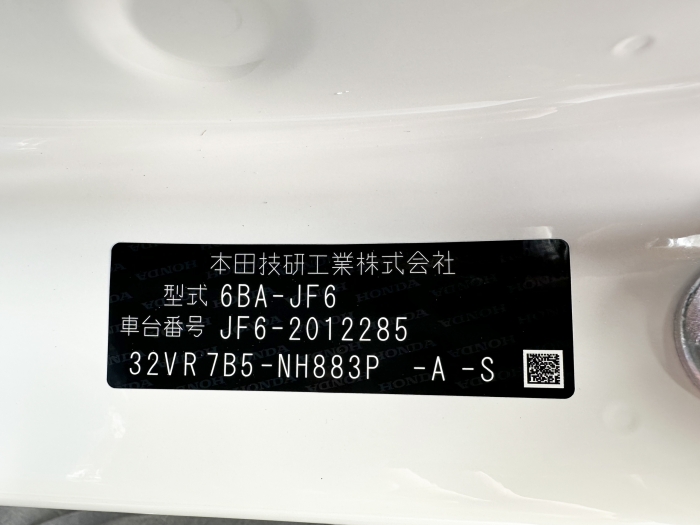 本田技研工業株式会社
型式 6BA-JF6
車台番号 JF6-2012285
32VR7B5-NH883P -A -S